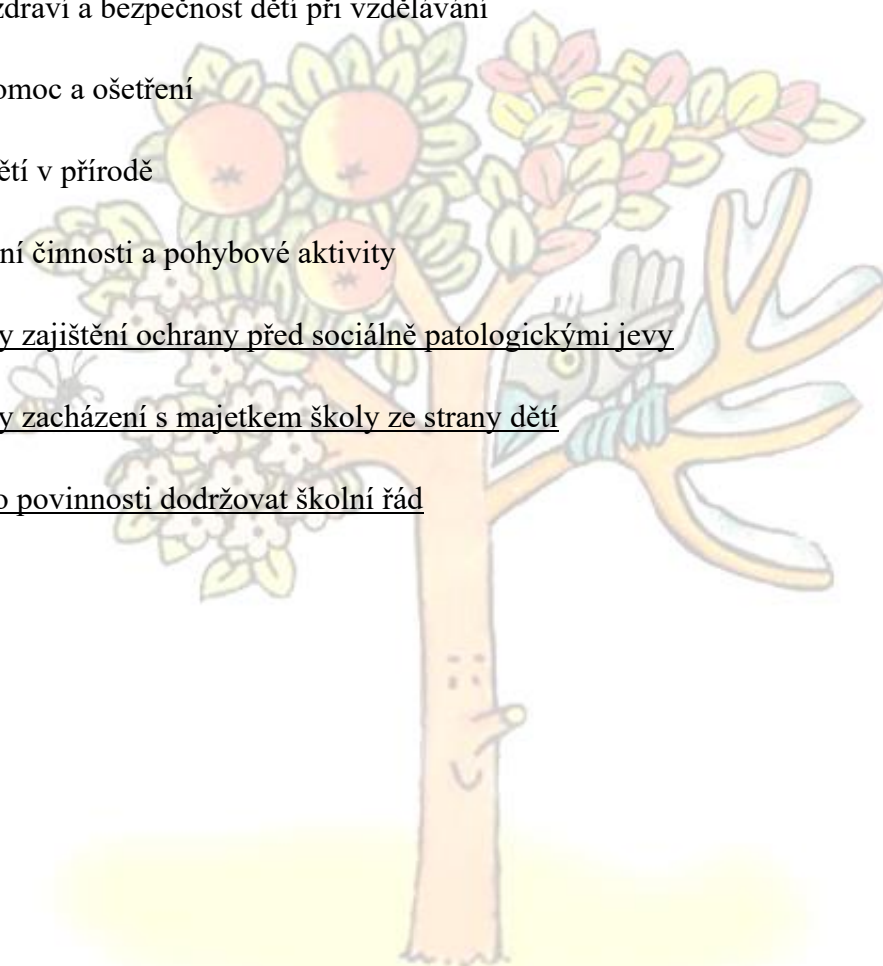 zdraví a bezpečnost dětí při vzdělávání
omoc a ošetření
ětí v přírodě
ní činnosti a pohybové aktivity
y zajištění ochrany před sociálně patologickými jevy
y zacházení s majetkem školy ze strany dětí
o povinnosti dodržovat školní řád